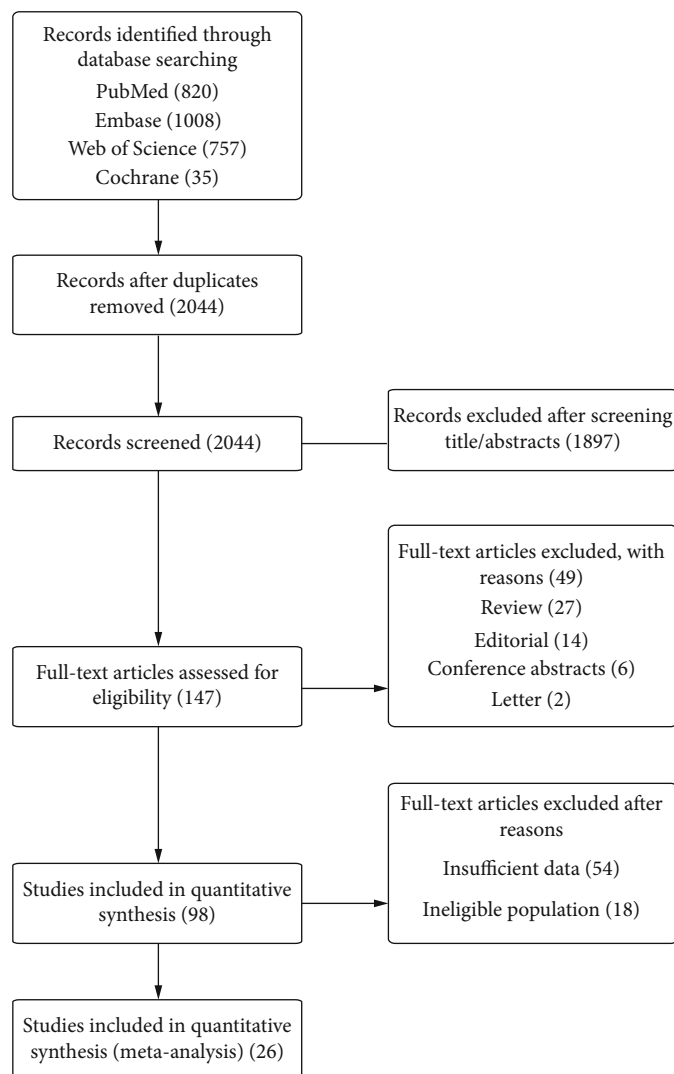 Records identified through
database searching
PubMed (820)
Embase (1008)
Web of Science (757)
Cochrane (35)
Records after duplicates
removed (2044)
Records screened (2044)
Records excluded after screening
title/abstracts (1897)
Full-text articles excluded, with
reasons (49)
Review (27)
Editorial (14)
Conference abstracts (6)
Letter (2)
Full-text articles assessed for
eligibility (147)
Full-text articles excluded after
reasons
Insufficient data (54)
Ineligible population (18)
Studies included in quantitative
synthesis (98)
Studies included in quantitative
synthesis (meta-analysis) (26)